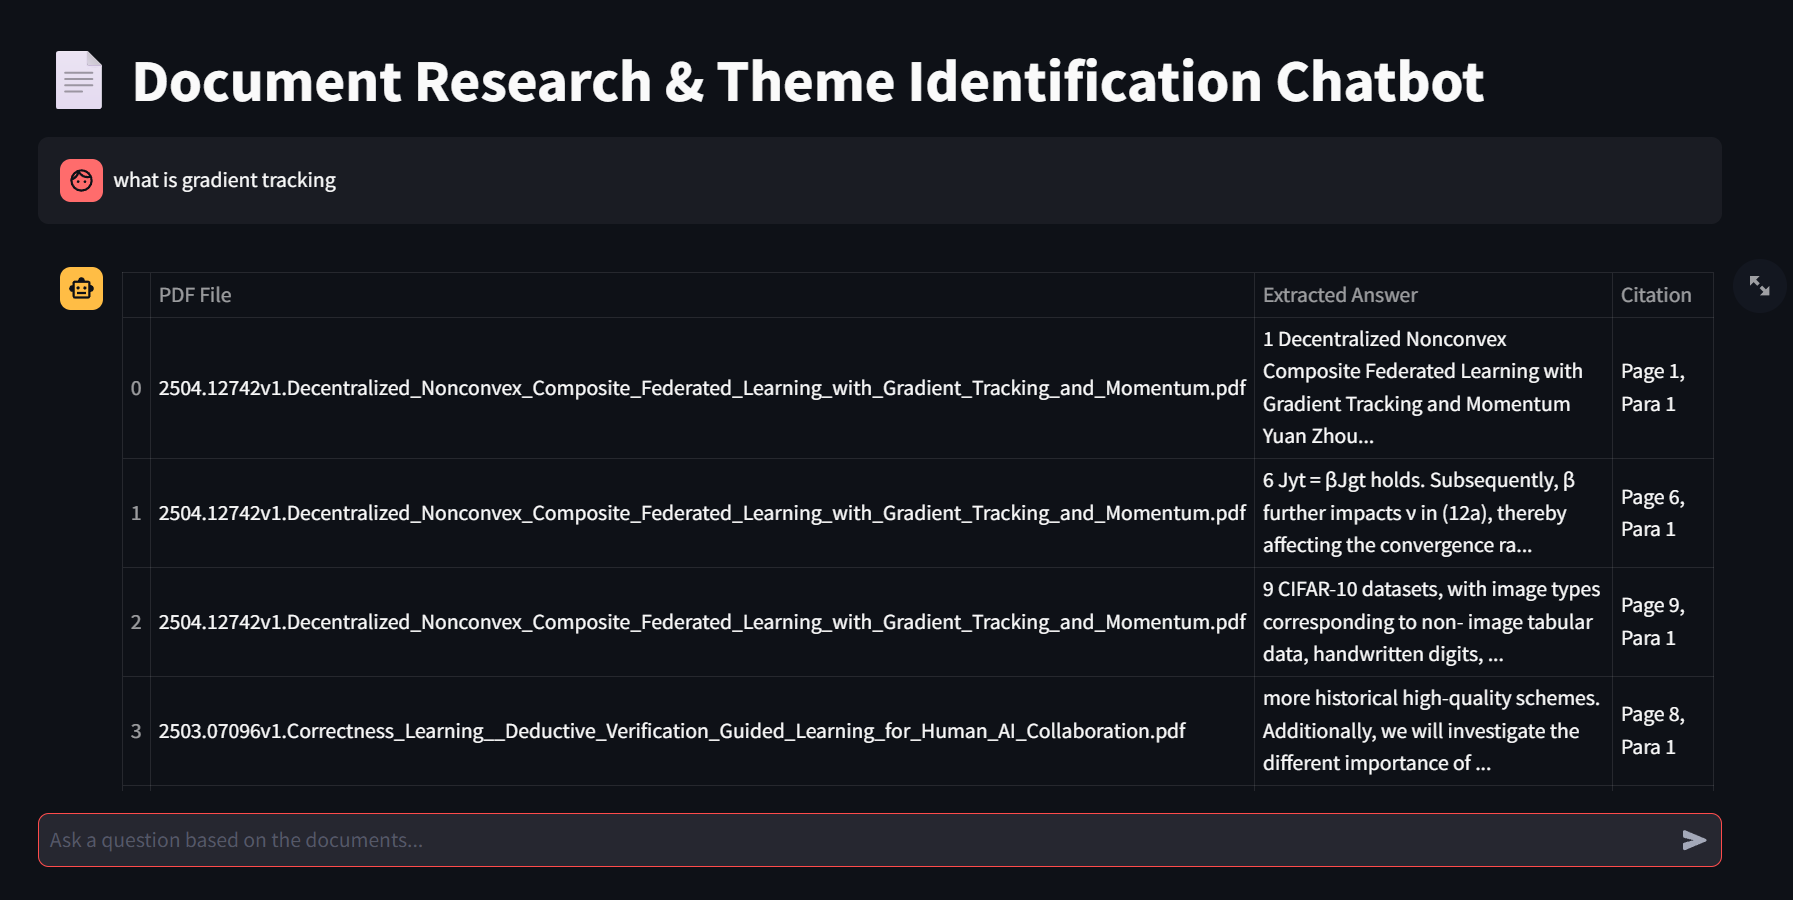 Document Research & Theme Identification Chatbot
what is gradient tracking
PDF File Extracted Answer Citation
0 2504.12742v1.Decentralized_Nonconvex_Composite_Federated_Learning_with_Gradient_Tracking_and_Momentum.pdf
1 Decentralized Nonconvex
Composite Federated Learning with
Gradient Tracking and Momentum
Yuan Zhou...
Page 1,
Para 1
1 2504.12742v1.Decentralized_Nonconvex_Composite_Federated_Learning_with_Gradient_Tracking_and_Momentum.pdf
6 Jyt = βJgt holds. Subsequently, β
further impacts ν in (12a), thereby
affecting the convergence ra...
Page 6,
Para 1
2 2504.12742v1.Decentralized_Nonconvex_Composite_Federated_Learning_with_Gradient_Tracking_and_Momentum.pdf
9 CIFAR-10 datasets, with image types
corresponding to non- image tabular
data, handwritten digits, ...
Page 9,
Para 1
3 2503.07096v1.Correctness_Learning__Deductive_Verification_Guided_Learning_for_Human_AI_Collaboration.pdf
more historical high-quality schemes.
Additionally, we will investigate the
different importance of ...
Page 8,
Para 1
Ask a question based on the documents...